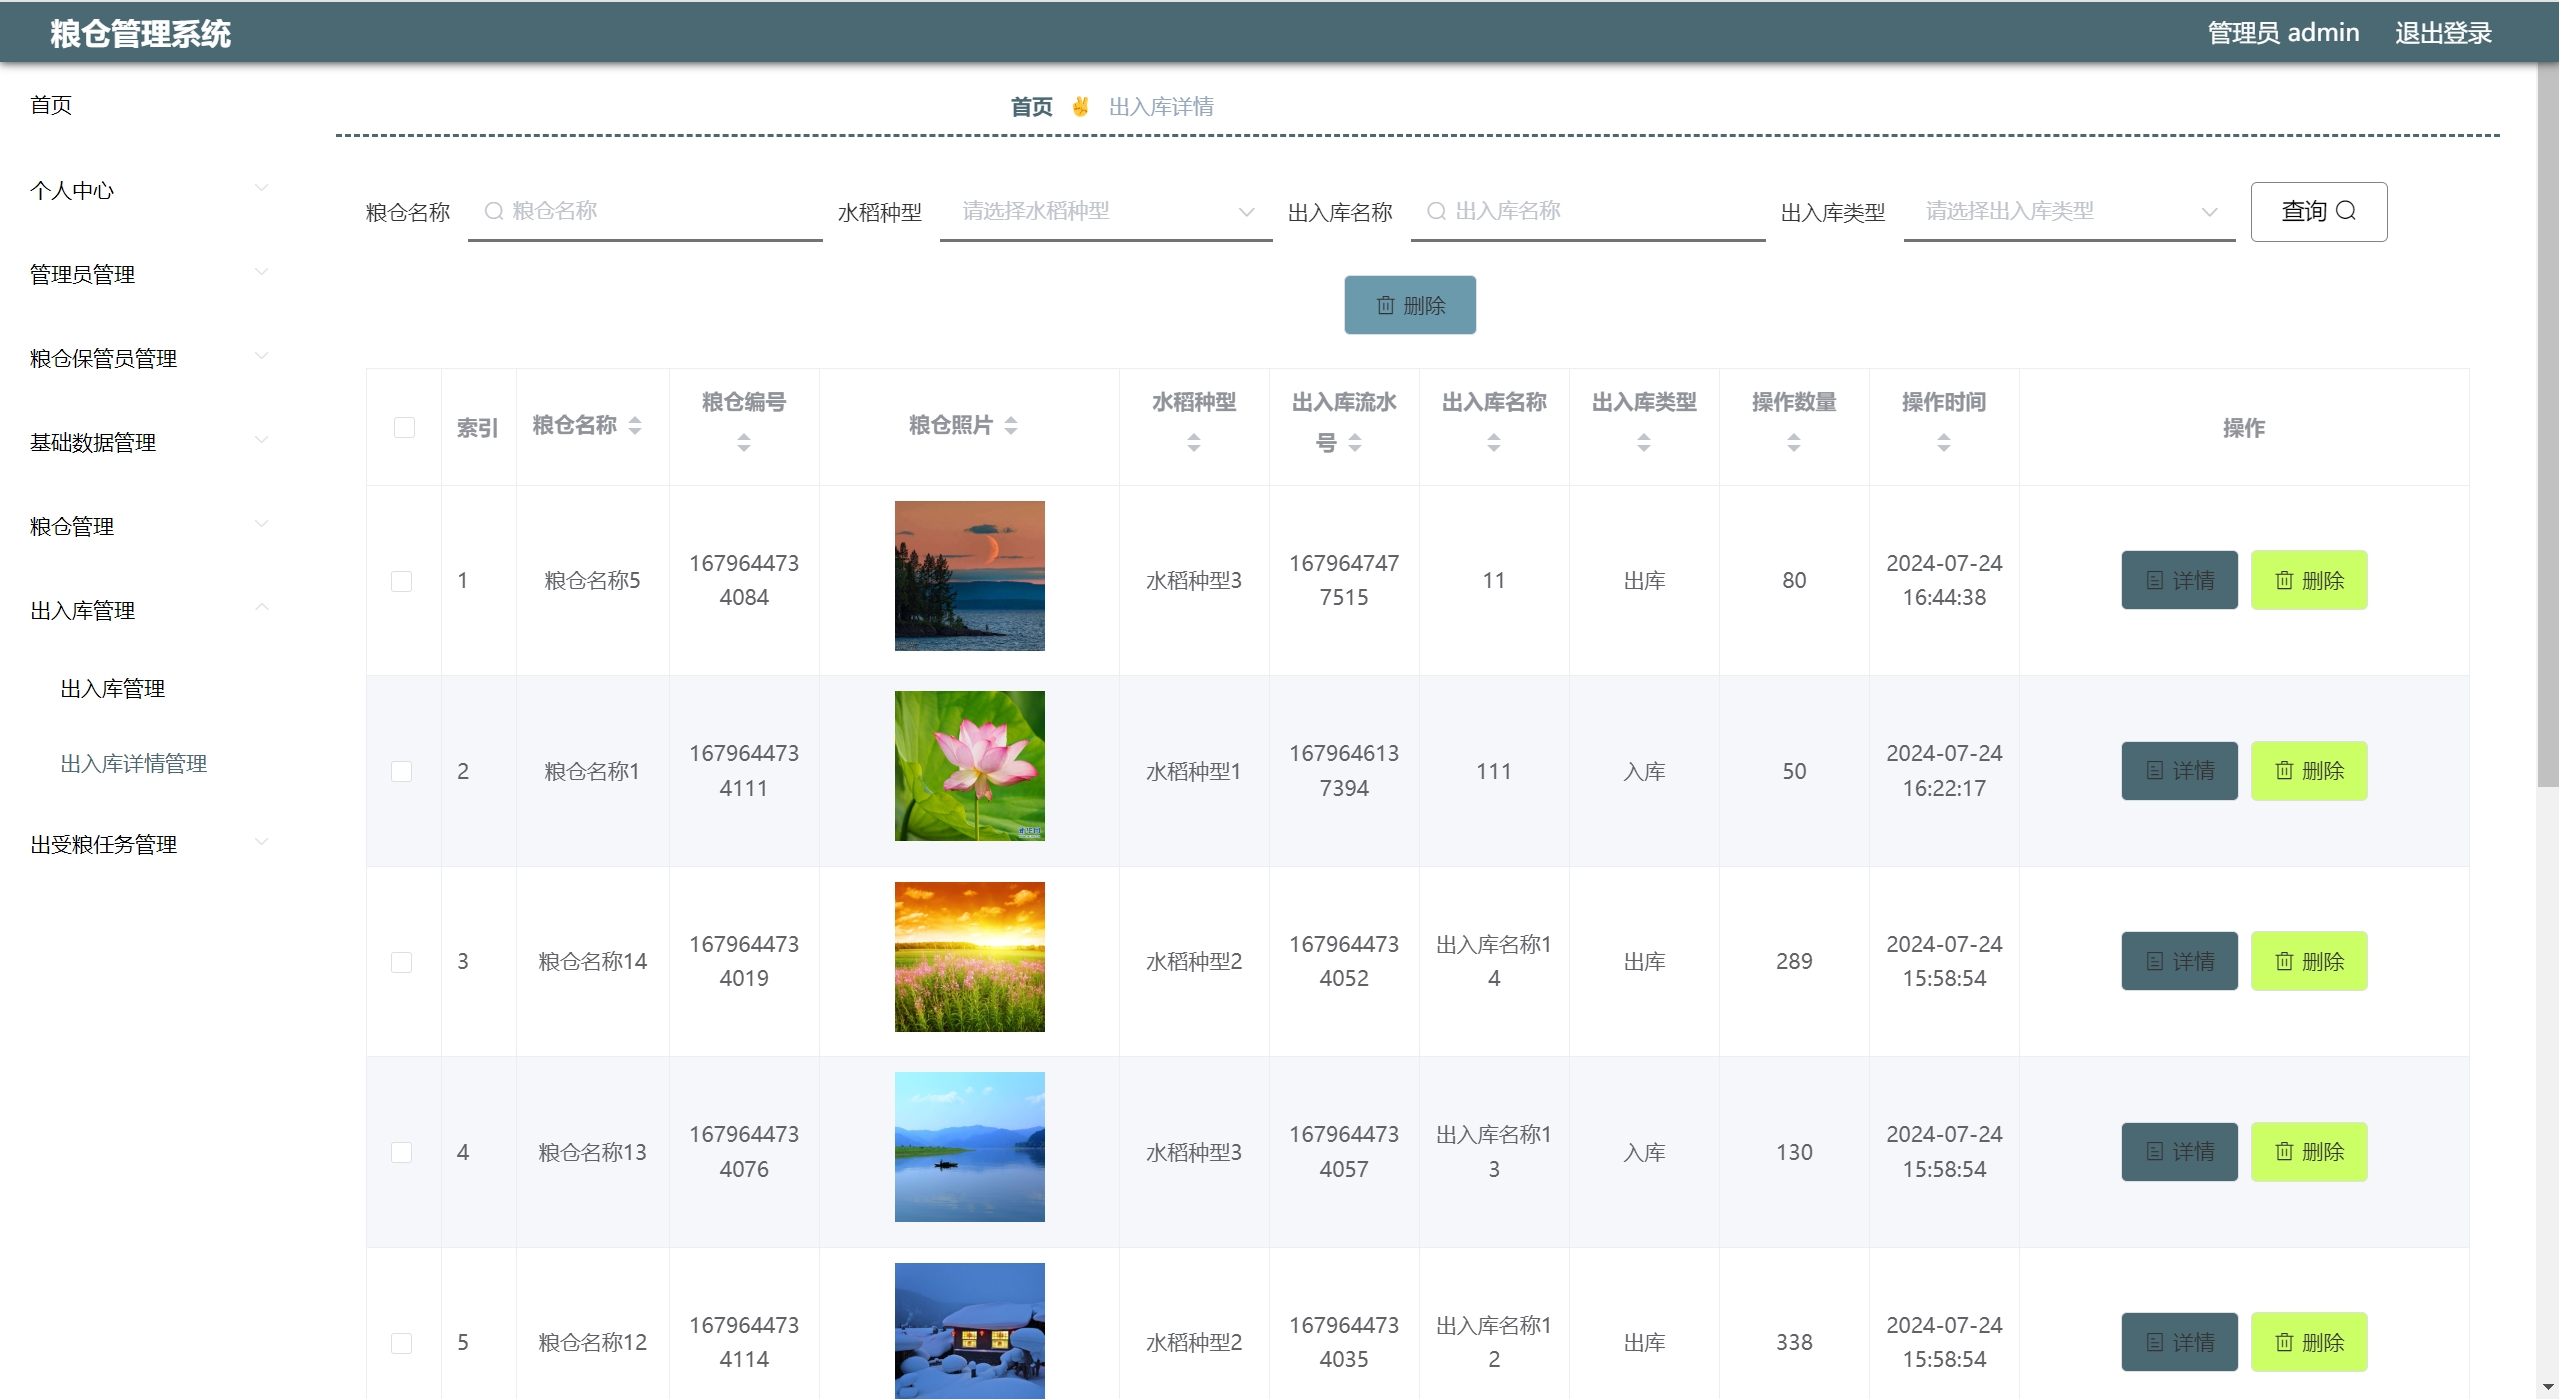 粮仓管理系统
管理员 admin
退出登录
首页
个人中心
管理员管理
粮仓保管员管理
基础数据管理
粮仓管理
出入库管理
出入库管理
出入库详情管理
出受粮任务管理
首页 ✌ 出入库详情
粮仓名称 粮仓名称 水稻种型 请选择水稻种型 出入库名称 出入库名称 出入库类型 请选择出入库类型 查询
删除
索引 粮仓名称 粮仓编号 粮仓照片 水稻种型 出入库流水号 出入库名称 出入库类型 操作数量 操作时间 操作
1 粮仓名称5 1679644734084 水稻种型3 1679647477515 11 出库 80 2024-07-24 16:44:38 详情 删除
2 粮仓名称1 1679644734111 水稻种型1 1679646137394 111 入库 50 2024-07-24 16:22:17 详情 删除
3 粮仓名称14 1679644734019 水稻种型2 1679644734052 出入库名称14 出库 289 2024-07-24 15:58:54 详情 删除
4 粮仓名称13 1679644734076 水稻种型3 1679644734057 出入库名称13 入库 130 2024-07-24 15:58:54 详情 删除
5 粮仓名称12 1679644734114 水稻种型2 1679644734035 出入库名称12 出库 338 2024-07-24 15:58:54 详情 删除